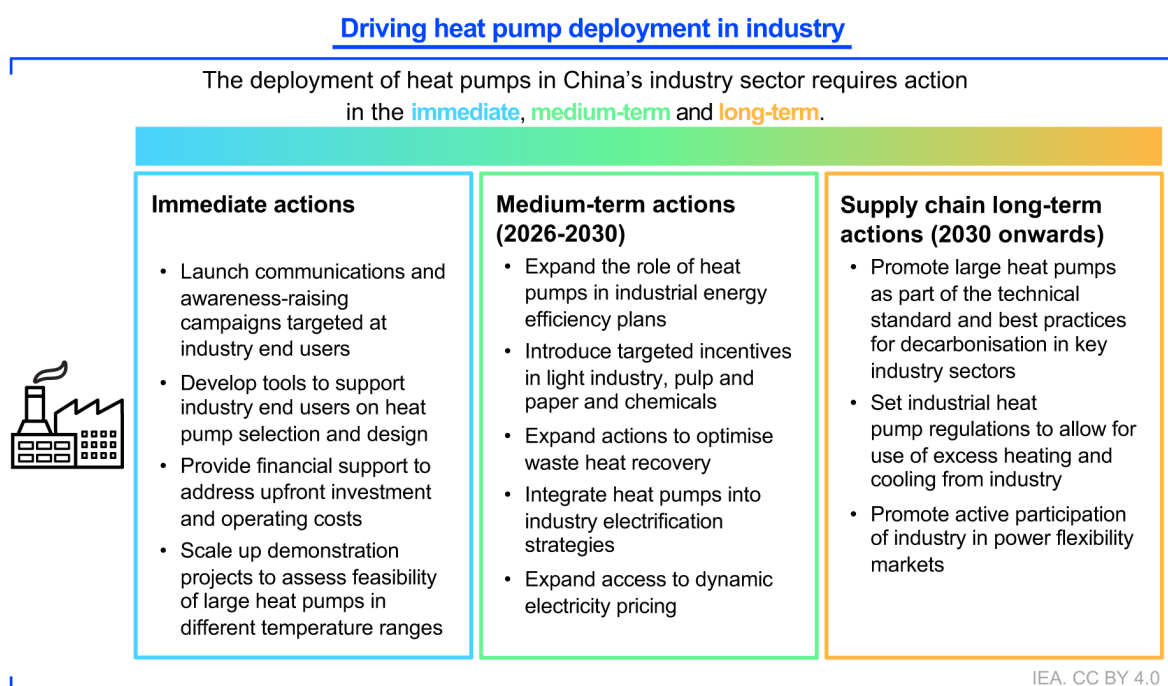 Driving heat pump deployment in industry
The deployment of heat pumps in China's industry sector requires action
in the immediate, medium-term and long-term.
Immediate actions
• Launch communications and
awareness-raising
campaigns targeted at
industry end users
• Develop tools to support
industry end users on heat
pump selection and design
• Provide financial support to
address upfront investment
and operating costs
• Scale up demonstration
projects to assess feasibility
of large heat pumps in
different temperature ranges
Medium-term actions
(2026-2030)
• Expand the role of heat
pumps in industrial energy
efficiency plans
• Introduce targeted incentives
in light industry, pulp and
paper and chemicals
• Expand actions to optimise
waste heat recovery
• Integrate heat pumps into
industry electrification
strategies
• Expand access to dynamic
electricity pricing
Supply chain long-term
actions (2030 onwards)
• Promote large heat pumps
as part of the technical
standard and best practices
for decarbonisation in key
industry sectors
• Set industrial heat
pump regulations to allow for
use of excess heating and
cooling from industry
• Promote active participation
of industry in power flexibility
markets
IEA. CC BY 4.0